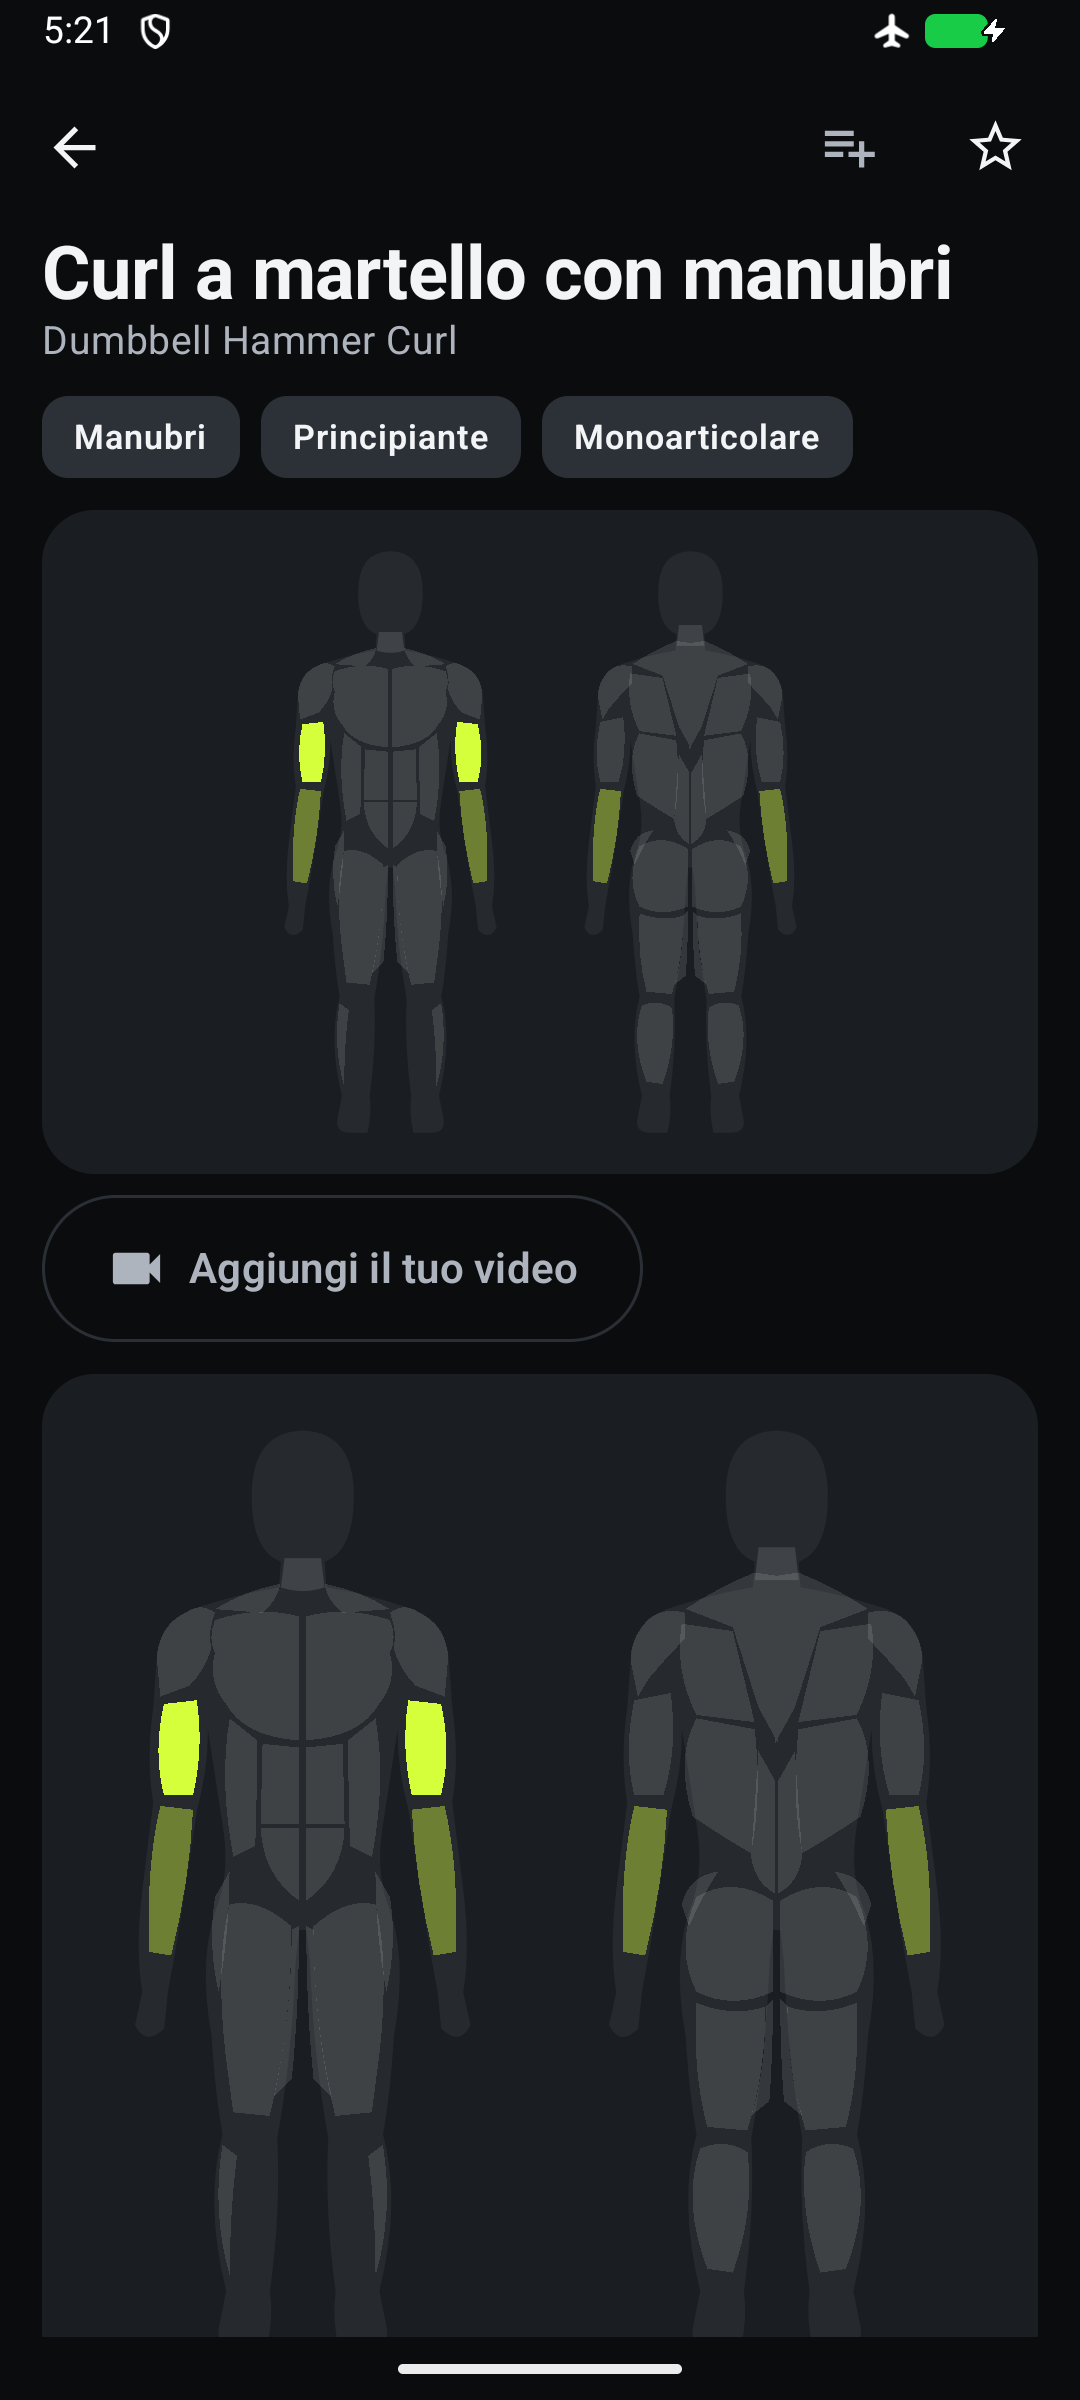 5:21
Curl a martello con manubri
Dumbbell Hammer Curl
Manubri
Principiante
Monoarticolare
Aggiungi il tuo video